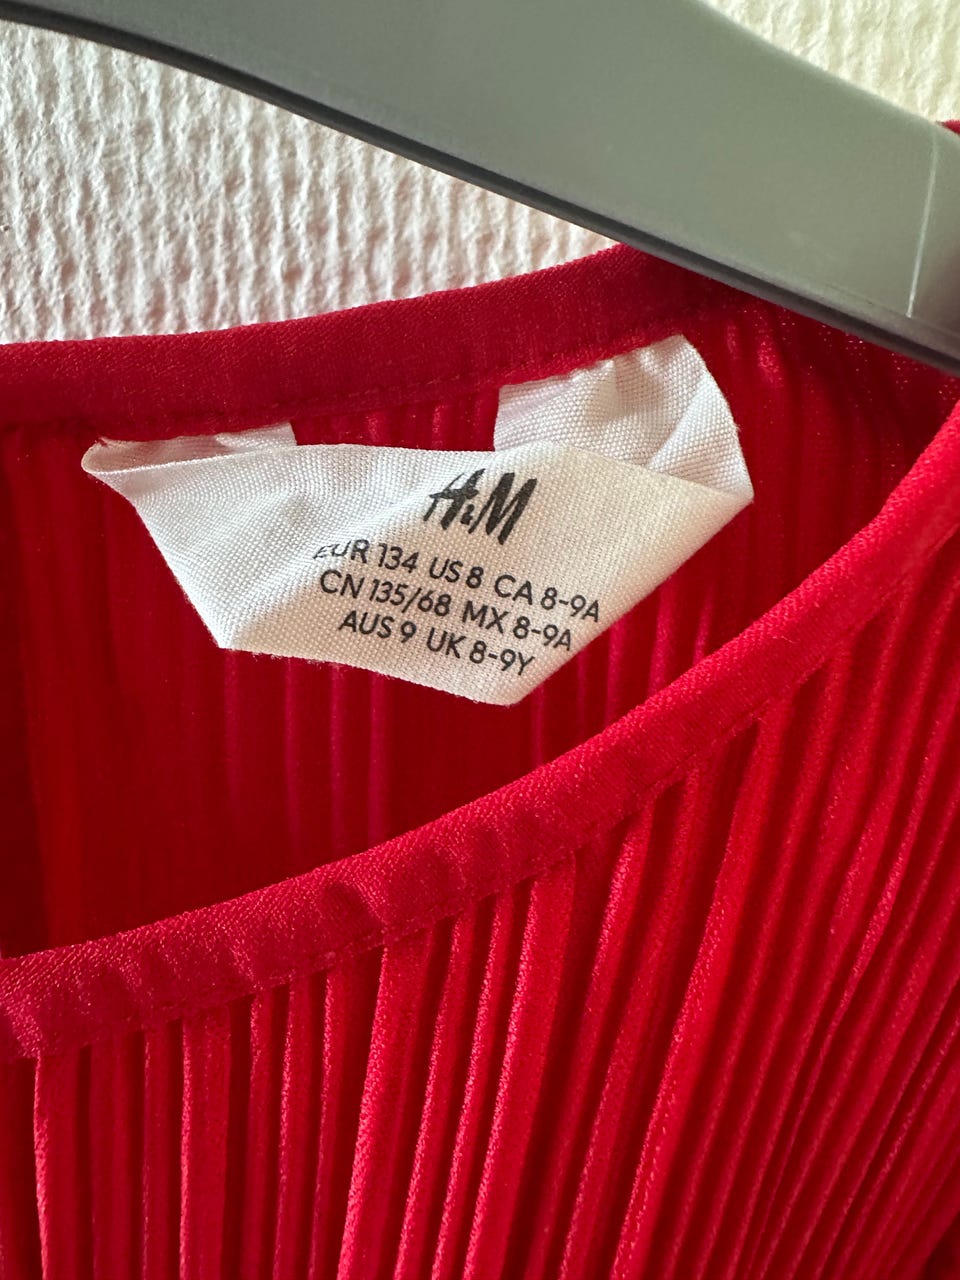 H&M
EUR 134 US 8 CA 8-9A
CN 135/68 MX 8-9A
AUS 9 UK 8-9Y